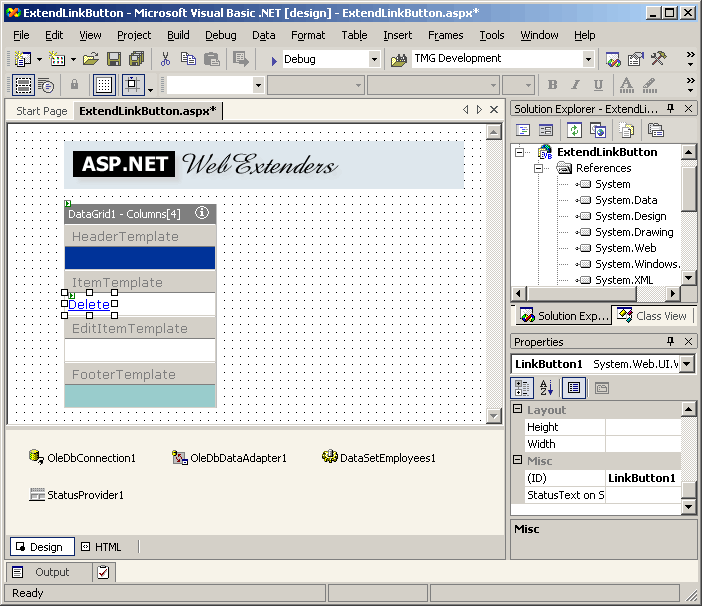 ExtendLinkButton - Microsoft Visual Basic .NET [design] - ExtendLinkButton.aspx*
File Edit View Project Build Debug Data Format Table Insert Frames Tools Window Help
Debug TMG Development
B I U A
Start Page ExtendLinkButton.aspx*
ASP.NET WebExtenders
DataGrid1 - Columns[4]
HeaderTemplate
ItemTemplate
Delete
EditItemTemplate
FooterTemplate
OleDbConnection1 OleDbDataAdapter1 DataSetEmployees1
StatusProvider1
Design HTML
Output
Ready
Solution Explorer - ExtendLi...
ExtendLinkButton
References
System
System.Data
System.Design
System.Drawing
System.Web
System.Windows.
System.XML
Solution Exp... Class View
Properties
LinkButton1 System.Web.UI.V
Layout
Height
Width
Misc
(ID) LinkButton1
StatusText on S
Misc